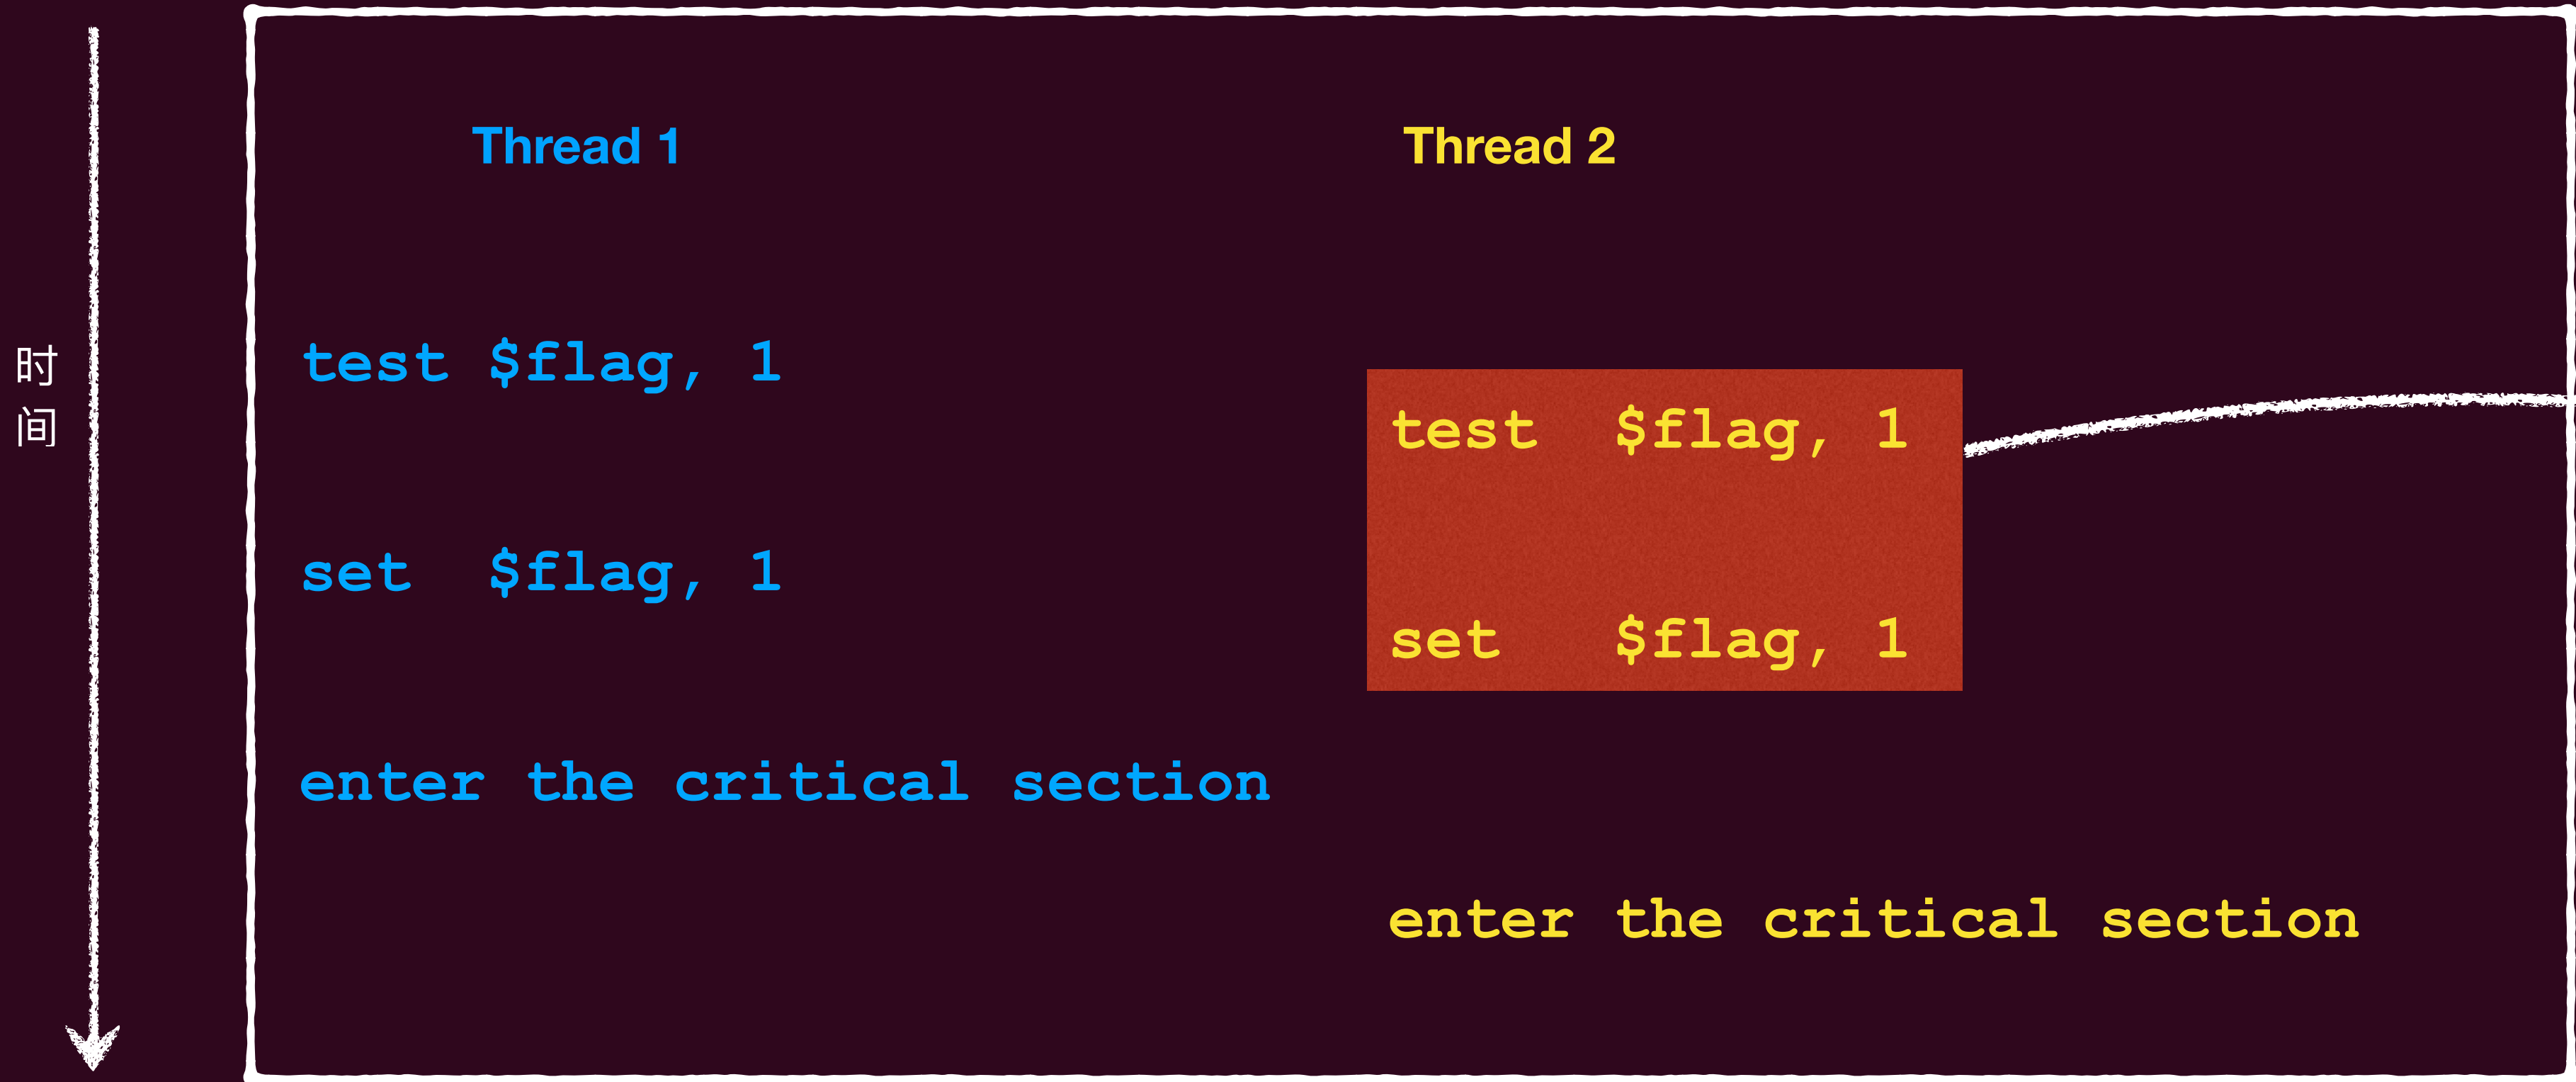 Thread 1
Thread 2
时
间
test $flag, 1
test  $flag, 1
set  $flag, 1
set   $flag, 1
enter the critical section
enter the critical section